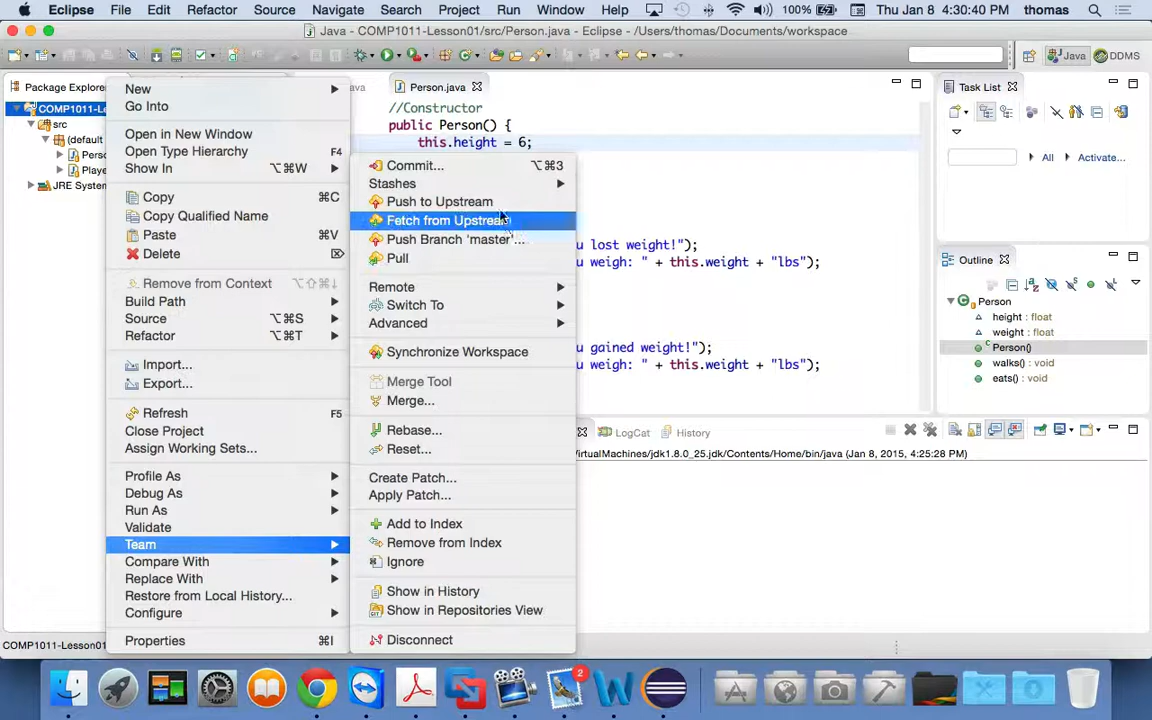 Eclipse File Edit Refactor Source Navigate Search Project Run Window Help 100% Thu Jan 8 4:30:40 PM thomas
Java - COMP1011-Lesson01/src/Person.java - Eclipse - /Users/thomas/Documents/workspace
Java DDMS
Package Explorer
COMP1011-Les
src
(default
Perso
Playe
JRE System
New
Go Into
Open in New Window
Open Type Hierarchy F4
Show In ⌥⌘W
Copy ⌘C
Copy Qualified Name
Paste ⌘V
Delete
Remove from Context
Build Path
Source ⌥⌘S
Refactor ⌥⌘T
Import...
Export...
Refresh F5
Close Project
Assign Working Sets...
Profile As
Debug As
Run As
Validate
Team
Compare With
Replace With
Restore from Local History...
Configure
Properties ⌘I
Commit... ⌥⌘3
Stashes
Push to Upstream
Fetch from Upstream
Push Branch 'master'...
Pull
Remote
Switch To
Advanced
Synchronize Workspace
Merge Tool
Merge...
Rebase...
Reset...
Create Patch...
Apply Patch...
Add to Index
Remove from Index
Ignore
Show in History
Show in Repositories View
Disconnect
ava Person.java
//Constructor
public Person() {
this.height = 6;
u lost weight!");
u weigh: " + this.weight + "lbs");
u gained weight!");
u weigh: " + this.weight + "lbs");
Task List
All Activate...
Outline
Person
height : float
weight : float
Person()
walks() : void
eats() : void
LogCat History
irtualMachines/jdk1.8.0_25.jdk/Contents/Home/bin/java (Jan 8, 2015, 4:25:28 PM)
COMP1011-Lesson01
2